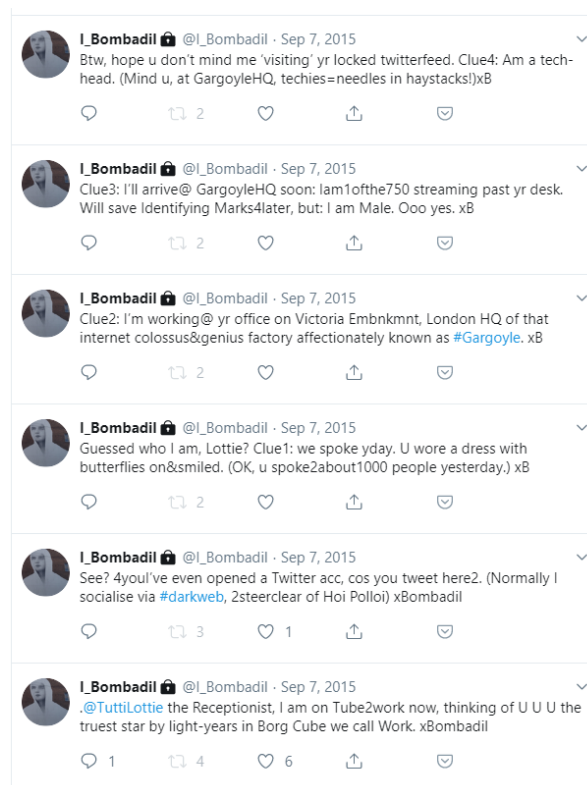 I_Bombadil @I_Bombadil · Sep 7, 2015
Btw, hope u don't mind me 'visiting' yr locked twitterfeed. Clue4: Am a tech-
head. (Mind u, at GargoyleHQ, techies=needles in haystacks!)xB
2
I_Bombadil @I_Bombadil · Sep 7, 2015
Clue3: I'll arrive@ GargoyleHQ soon: Iam1ofthe750 streaming past yr desk.
Will save Identifying Marks4later, but: I am Male. Ooo yes. xB
2
I_Bombadil @I_Bombadil · Sep 7, 2015
Clue2: I'm working@ yr office on Victoria Embnkmnt, London HQ of that
internet colossus&genius factory affectionately known as #Gargoyle. xB
2
I_Bombadil @I_Bombadil · Sep 7, 2015
Guessed who I am, Lottie? Clue1: we spoke yday. U wore a dress with
butterflies on&smiled. (OK, u spoke2about1000 people yesterday.) xB
2
I_Bombadil @I_Bombadil · Sep 7, 2015
See? 4youI've even opened a Twitter acc, cos you tweet here2. (Normally I
socialise via #darkweb, 2steerclear of Hoi Polloi) xBombadil
3 1
I_Bombadil @I_Bombadil · Sep 7, 2015
.@TuttiLottie the Receptionist, I am on Tube2work now, thinking of U U U the
truest star by light-years in Borg Cube we call Work. xBombadil
1 4 6